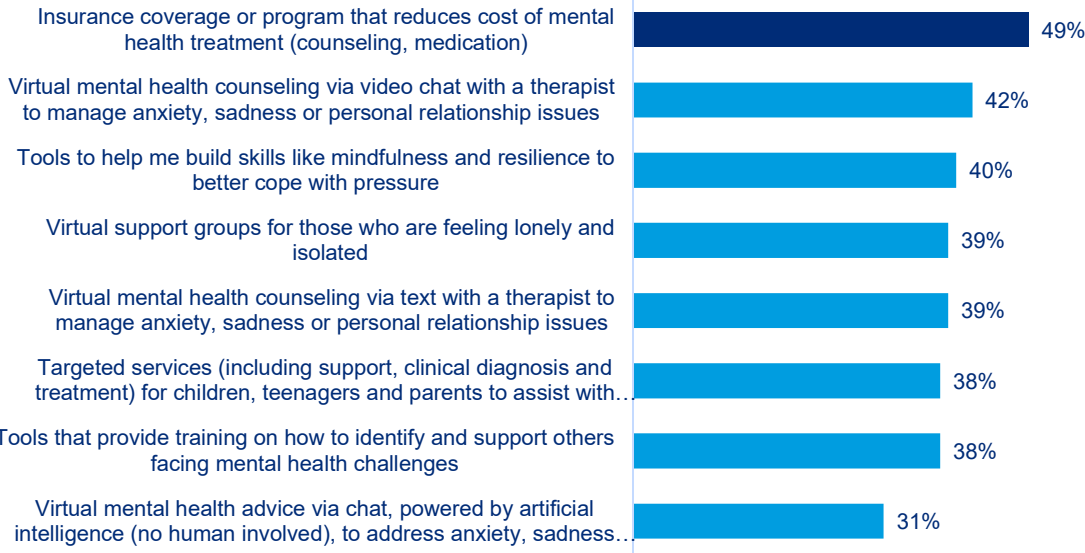 Insurance coverage or program that reduces cost of mental
health treatment (counseling, medication)
49%
Virtual mental health counseling via video chat with a therapist
to manage anxiety, sadness or personal relationship issues
42%
Tools to help me build skills like mindfulness and resilience to
better cope with pressure
40%
Virtual support groups for those who are feeling lonely and
isolated
39%
Virtual mental health counseling via text with a therapist to
manage anxiety, sadness or personal relationship issues
39%
Targeted services (including support, clinical diagnosis and
treatment) for children, teenagers and parents to assist with…
38%
Tools that provide training on how to identify and support others
facing mental health challenges
38%
Virtual mental health advice via chat, powered by artificial
intelligence (no human involved), to address anxiety, sadness…
31%